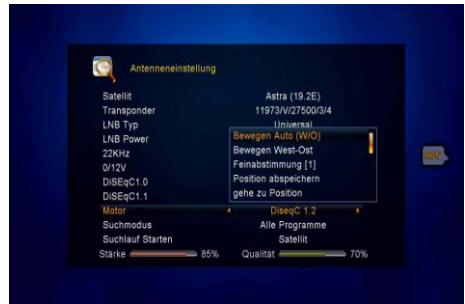 Antenneneinstellung
Satellit Astra (19.2E)
Transponder 11973/V/27500/3/4
LNB Typ Universal
LNB Power
22KHz
0/12V
DiSEqC1.0
DiSEqC1.1
Bewegen Auto (W/O)
Bewegen West-Ost
Feinabstimmung [1]
Position abspeichern
gehe zu Position
Motor DiseqC 1.2
Suchmodus Alle Programme
Suchlauf Starten Satellit
Stärke 85% Qualität 70%